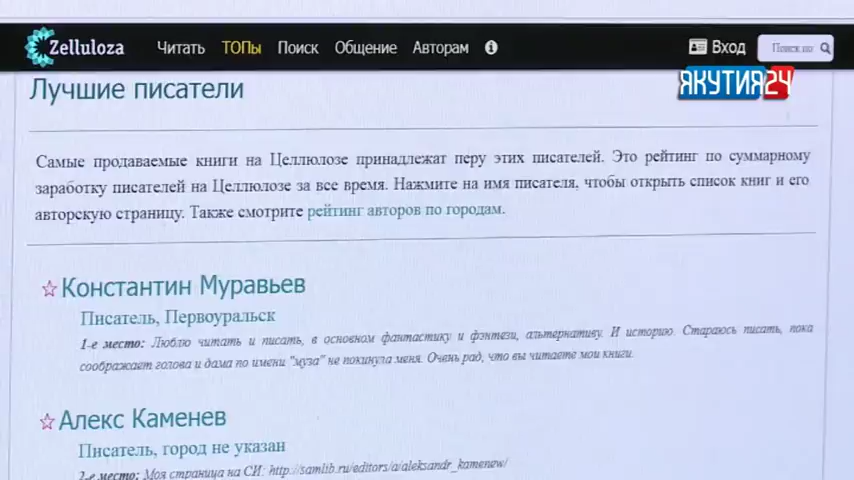 Zelluloza Читать ТОПы Поиск Общение Авторам Вход Поиск по
ЯКУТИЯ24
Лучшие писатели
Самые продаваемые книги на Целлюлозе принадлежат перу этих писателей. Это рейтинг по суммарному
заработку писателей на Целлюлозе за все время. Нажмите на имя писателя, чтобы открыть список книг и его
авторскую страницу. Также смотрите рейтинг авторов по городам.
Константин Муравьев
Писатель, Первоуральск
1-е место: Люблю читать и писать, в основном фантастику и фэнтези, альтернативу. И историю. Стараюсь писать, пока
соображает голова и дама по имени "муза" не покинула меня. Очень рад, что вы читаете мои книги.
Алекс Каменев
Писатель, город не указан
2-е место: Моя страница на СИ: http://samlib.ru/editors/a/aleksandr_kamenew/